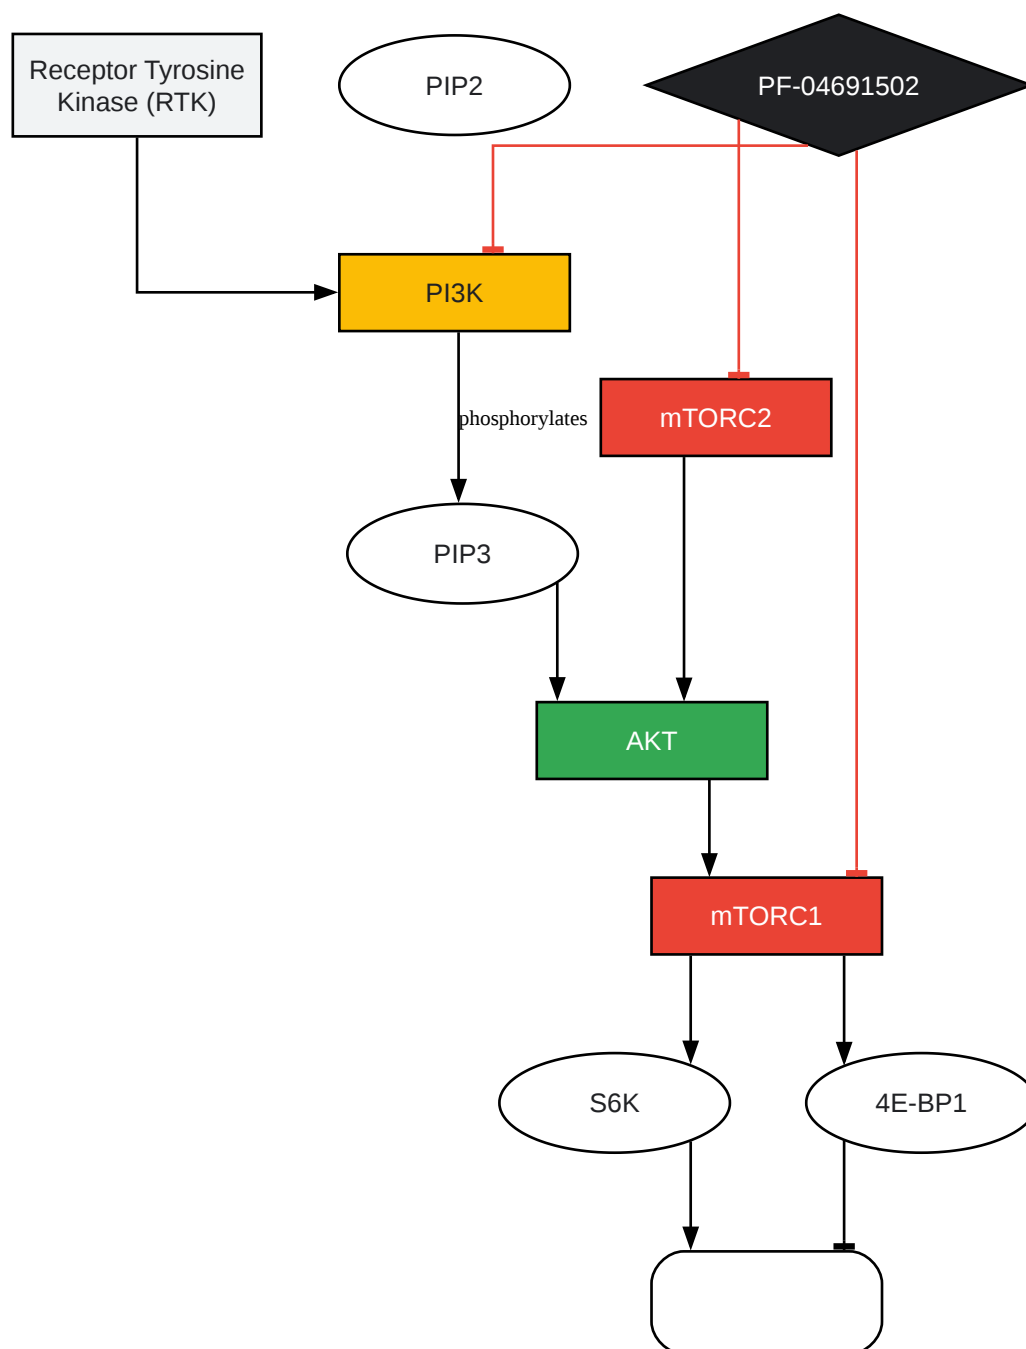 Receptor Tyrosine
Kinase (RTK)
PIP2
PF-04691502
PI3K
mTORC2
phosphorylates
PIP3
AKT
mTORC1
S6K
4E-BP1